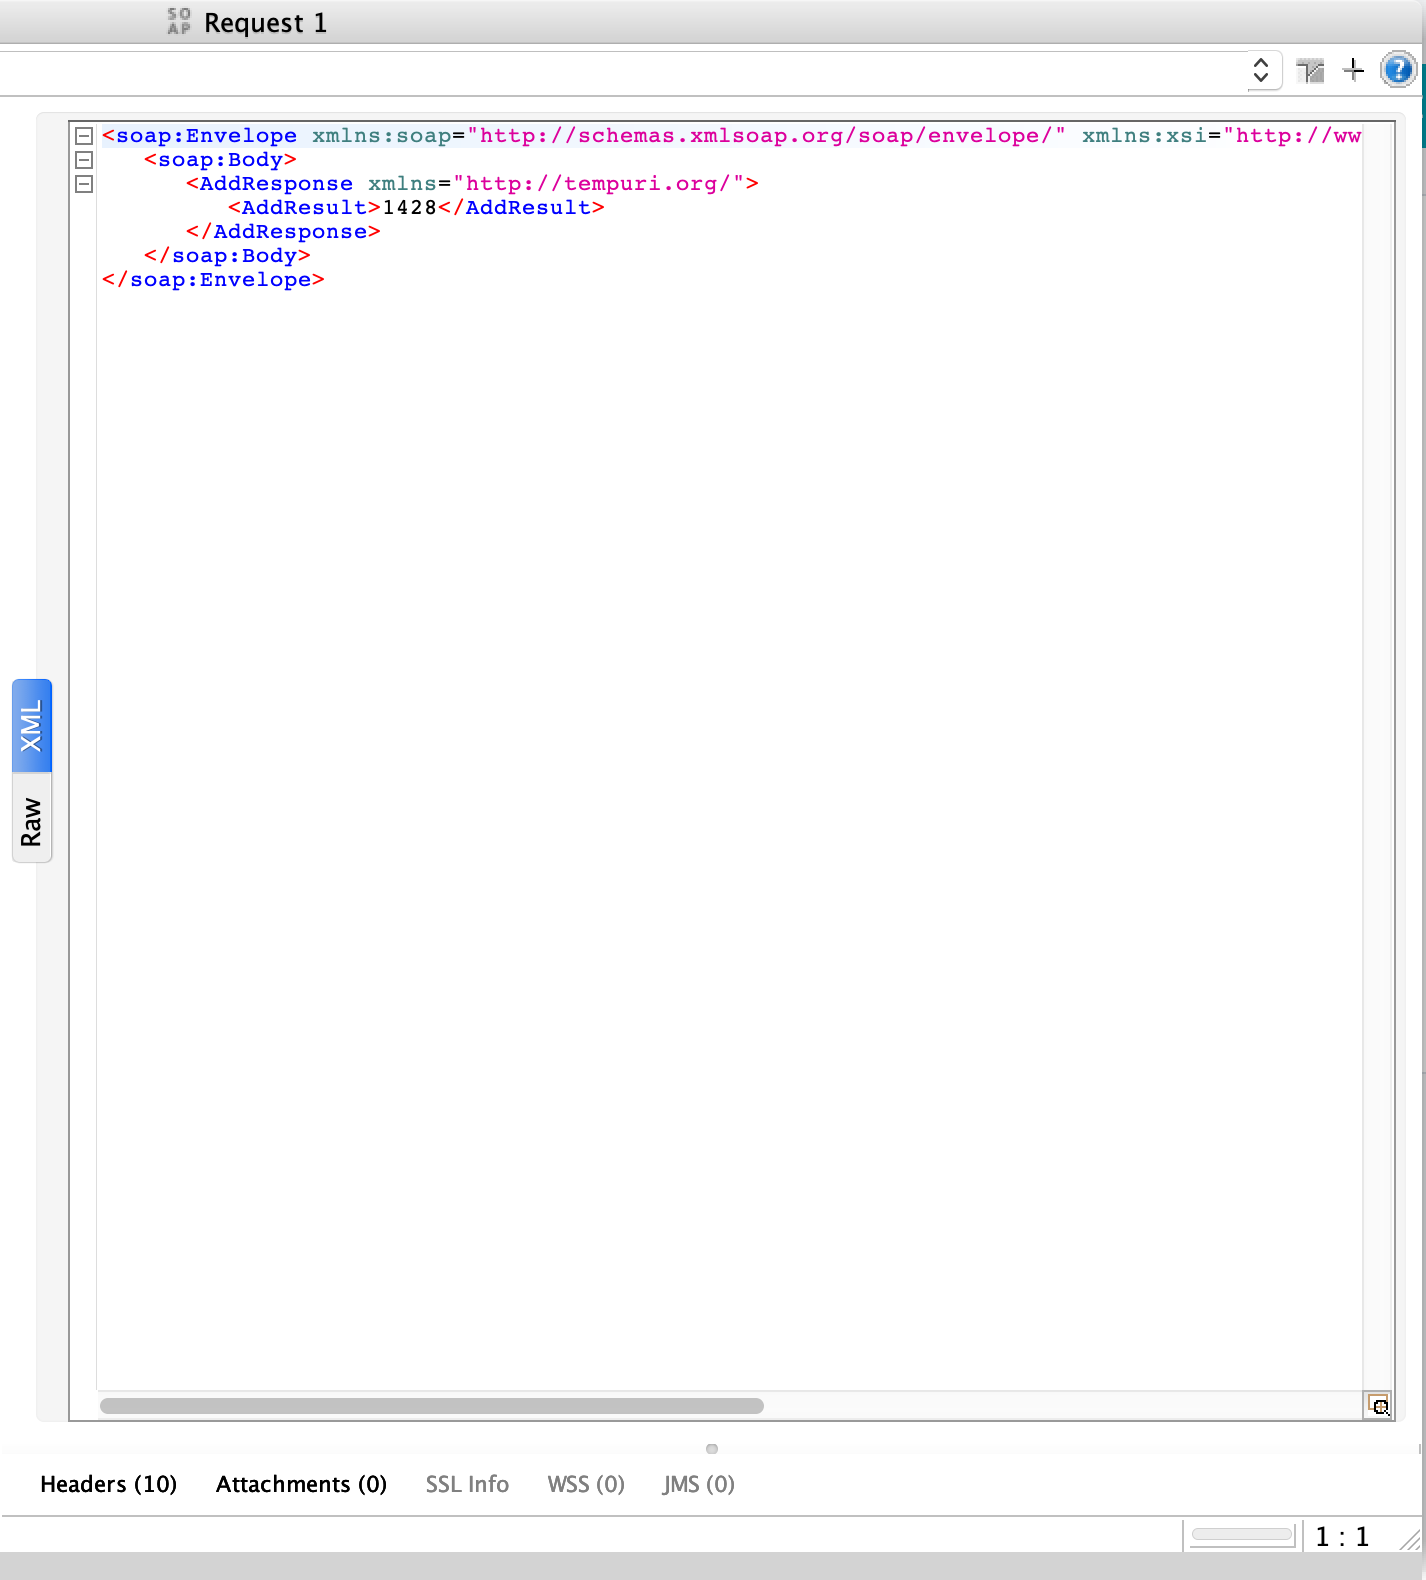 SO
AP
Request 1
<soap:Envelope xmlns:soap="http://schemas.xmlsoap.org/soap/envelope/" xmlns:xsi="http://ww
<soap:Body>
<AddResponse xmlns="http://tempuri.org/">
<AddResult>1428</AddResult>
</AddResponse>
</soap:Body>
</soap:Envelope>
XML
Raw
Headers (10) Attachments (0) SSL Info WSS (0) JMS (0)
1 : 1